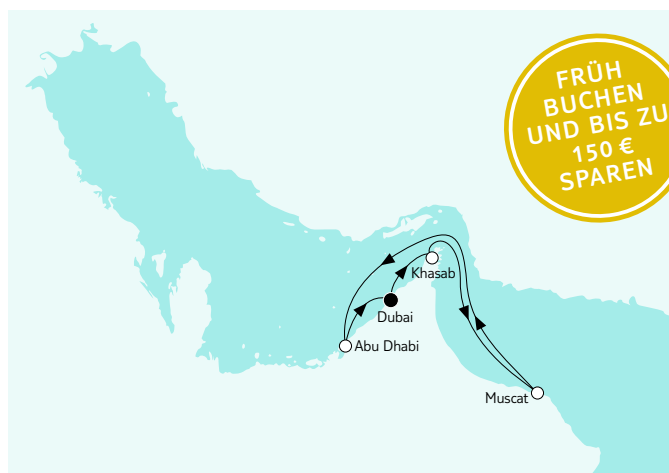 FRÜH
BUCHEN
UND BIS ZU
150 €
SPAREN
Khasab
Dubai
Abu Dhabi
Muscat